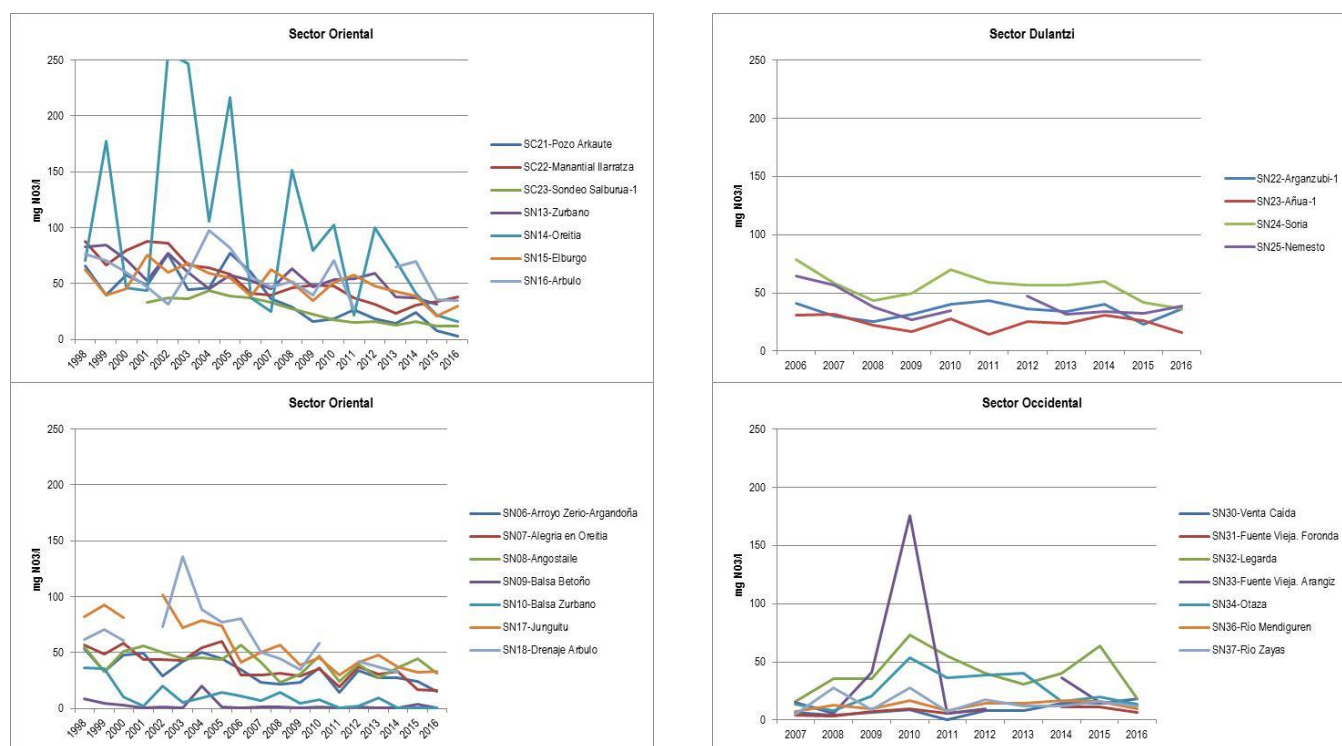 Sector Oriental
250
200
150
100
50
0
mg NO3/l
1998
1999
2000
2001
2002
2003
2004
2005
2006
2007
2008
2009
2010
2011
2012
2013
2014
2015
2016
SC21-Pozo Arkaute
SC22-Manantial Ilarratza
SC23-Sondeo Salburua-1
SN13-Zurbano
SN14-Oreitia
SN15-Elburgo
SN16-Arbulo
Sector Dulantzi
250
200
150
100
50
0
mg NO3/l
2006
2007
2008
2009
2010
2011
2012
2013
2014
2015
2016
SN22-Arganzubi-1
SN23-Añua-1
SN24-Soria
SN25-Nemesto
Sector Oriental
250
200
150
100
50
0
mg NO3/l
1998
1999
2000
2001
2002
2003
2004
2005
2006
2007
2008
2009
2010
2011
2012
2013
2014
2015
2016
SN06-Arroyo Zerio-Argandoña
SN07-Alegria en Oreitia
SN08-Angostaile
SN09-Balsa Betoño
SN10-Balsa Zurbano
SN17-Junguitu
SN18-Drenaje Arbulo
Sector Occidental
250
200
150
100
50
0
mg NO3/l
2007
2008
2009
2010
2011
2012
2013
2014
2015
2016
SN30-Venta Caída
SN31-Fuente Vieja. Foronda
SN32-Legarda
SN33-Fuente Vieja. Arangiz
SN34-Otaza
SN36-Rio Mendiguren
SN37-Rio Zayas